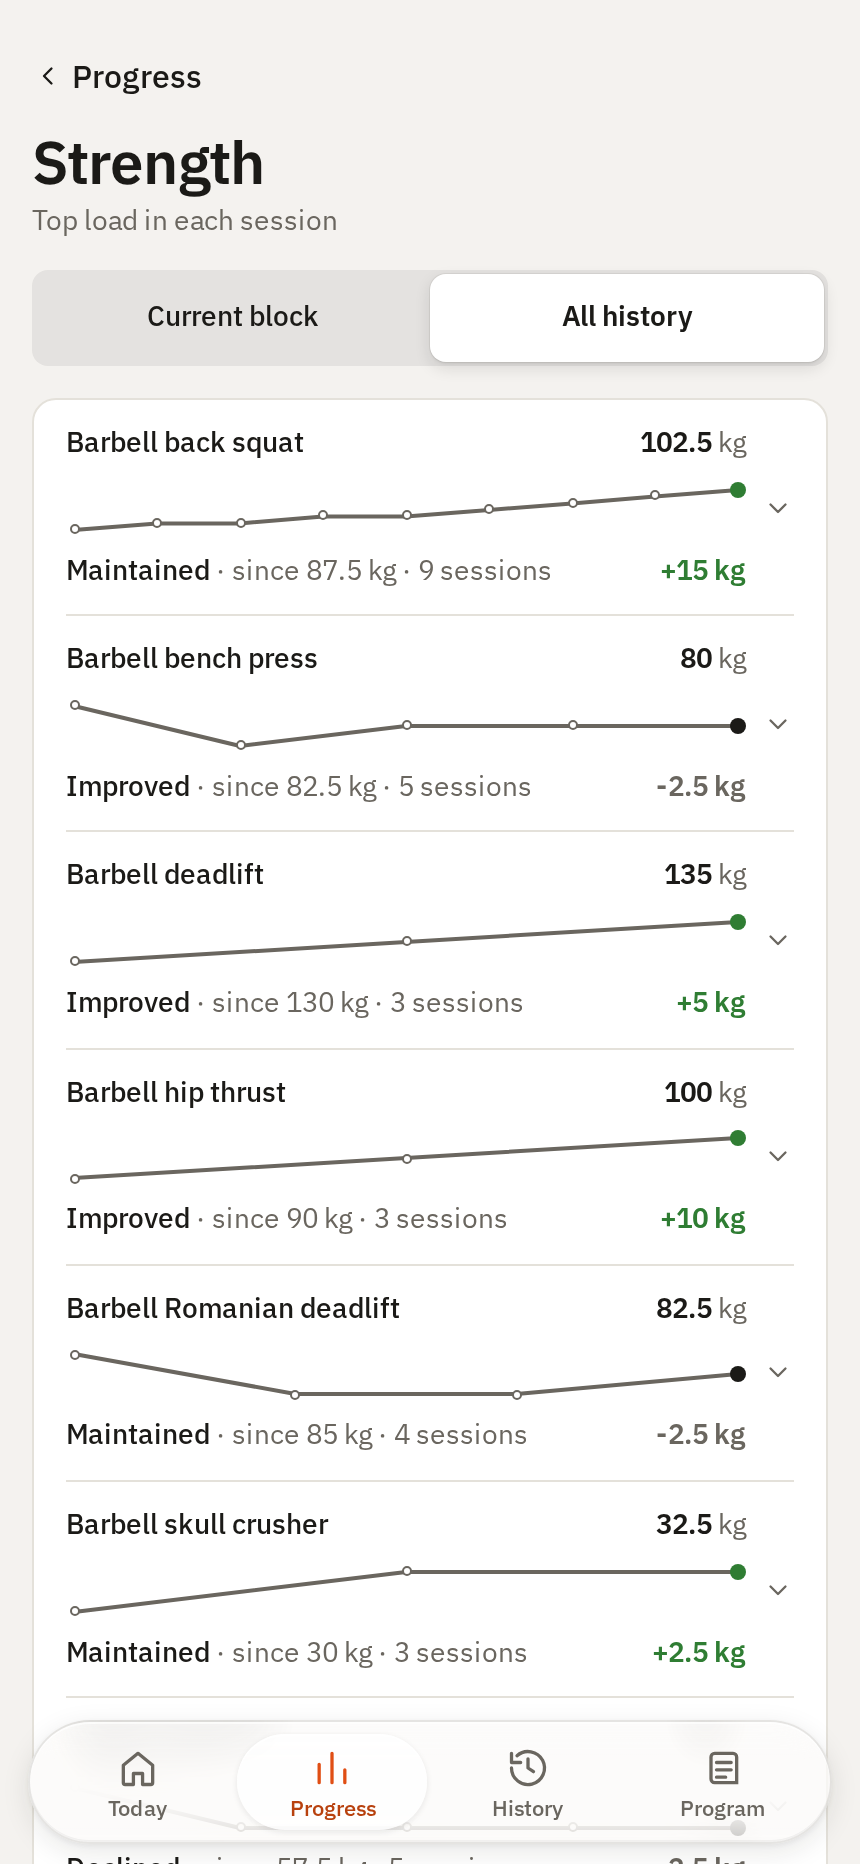 Progress
Strength
Top load in each session
Current block
All history
Barbell back squat
102.5 kg
Maintained · since 87.5 kg · 9 sessions
+15 kg
Barbell bench press
80 kg
Improved · since 82.5 kg · 5 sessions
-2.5 kg
Barbell deadlift
135 kg
Improved · since 130 kg · 3 sessions
+5 kg
Barbell hip thrust
100 kg
Improved · since 90 kg · 3 sessions
+10 kg
Barbell Romanian deadlift
82.5 kg
Maintained · since 85 kg · 4 sessions
-2.5 kg
Barbell skull crusher
32.5 kg
Maintained · since 30 kg · 3 sessions
+2.5 kg
Today
Progress
History
Program